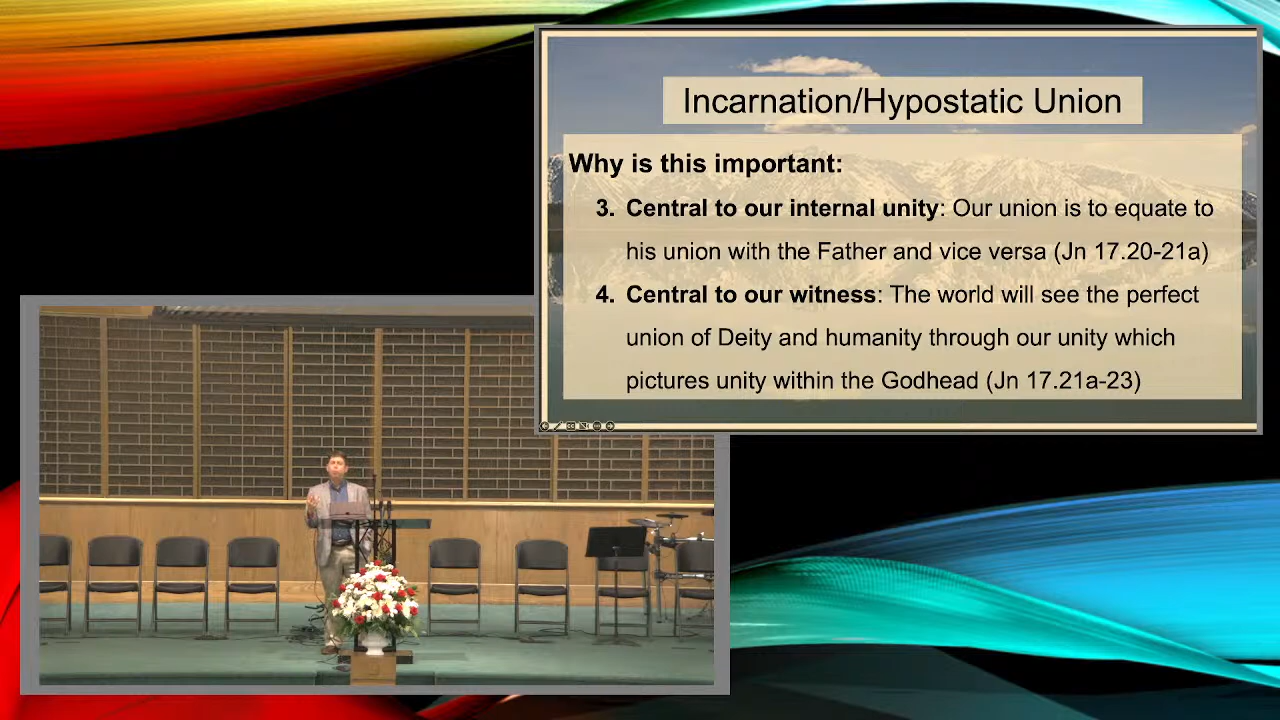 Incarnation/Hypostatic Union
Why is this important:
3. Central to our internal unity: Our union is to equate to
his union with the Father and vice versa (Jn 17.20-21a)
4. Central to our witness: The world will see the perfect
union of Deity and humanity through our unity which
pictures unity within the Godhead (Jn 17.21a-23)